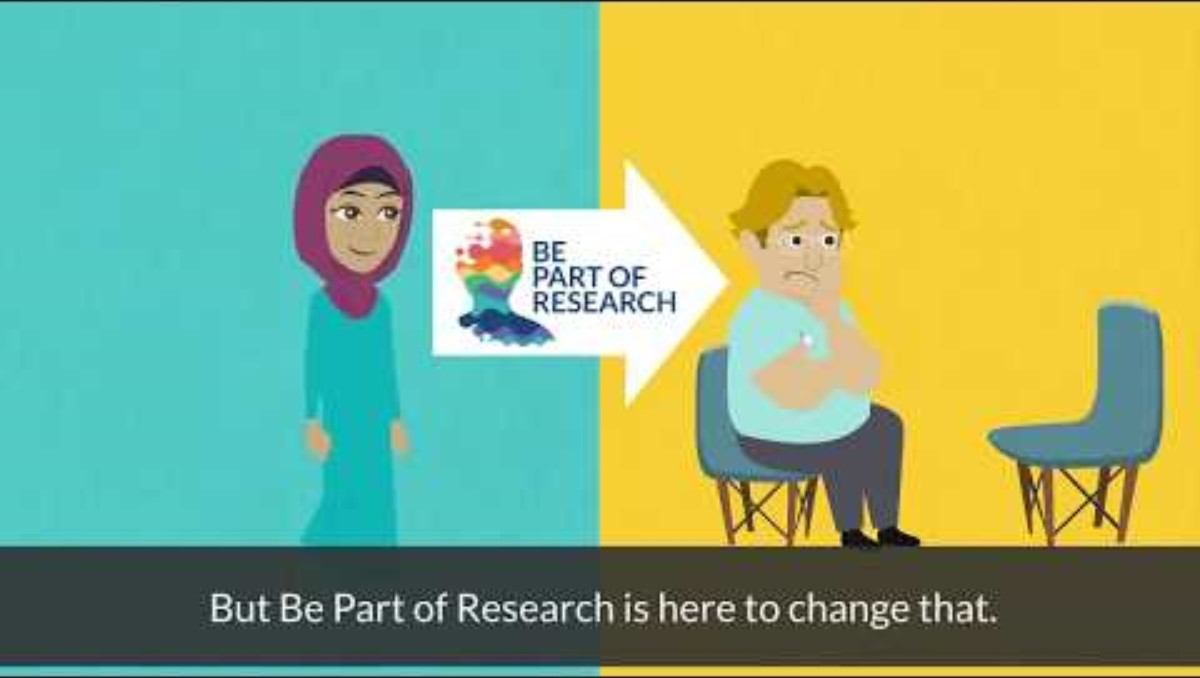 BE
PART OF
RESEARCH
But Be Part of Research is here to change that.